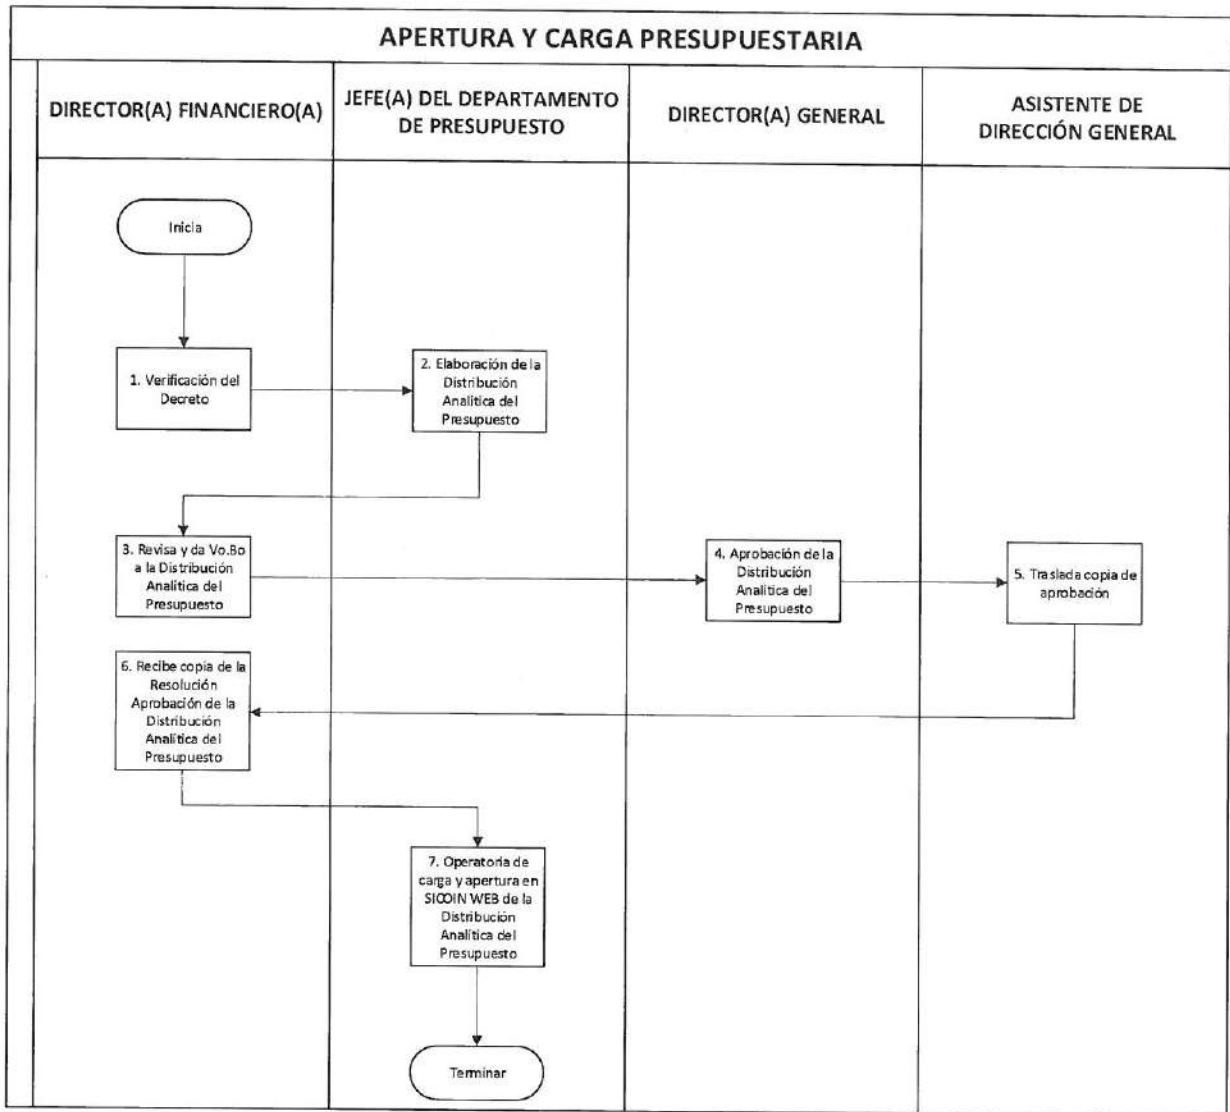 APERTURA Y CARGA PRESUPUESTARIA
DIRECTOR(A) FINANCIERO(A)
JEFE(A) DEL DEPARTAMENTO
DE PRESUPUESTO
DIRECTOR(A) GENERAL
ASISTENTE DE
DIRECCIÓN GENERAL
Inicia
1. Verificación del
Decreto
2. Elaboración de la
Distribución
Analítica del
Presupuesto
3. Revisa y da Vo.Bo
a la Distribución
Analítica del
Presupuesto
4. Aprobación de la
Distribución
Analítica del
Presupuesto
5. Traslada copia de
aprobación
6. Recibe copia de la
Resolución
Aprobación de la
Distribución
Analítica del
Presupuesto
7. Operatoria de
carga y apertura en
SICOIN WEB de la
Distribución
Analítica del
Presupuesto
Terminar